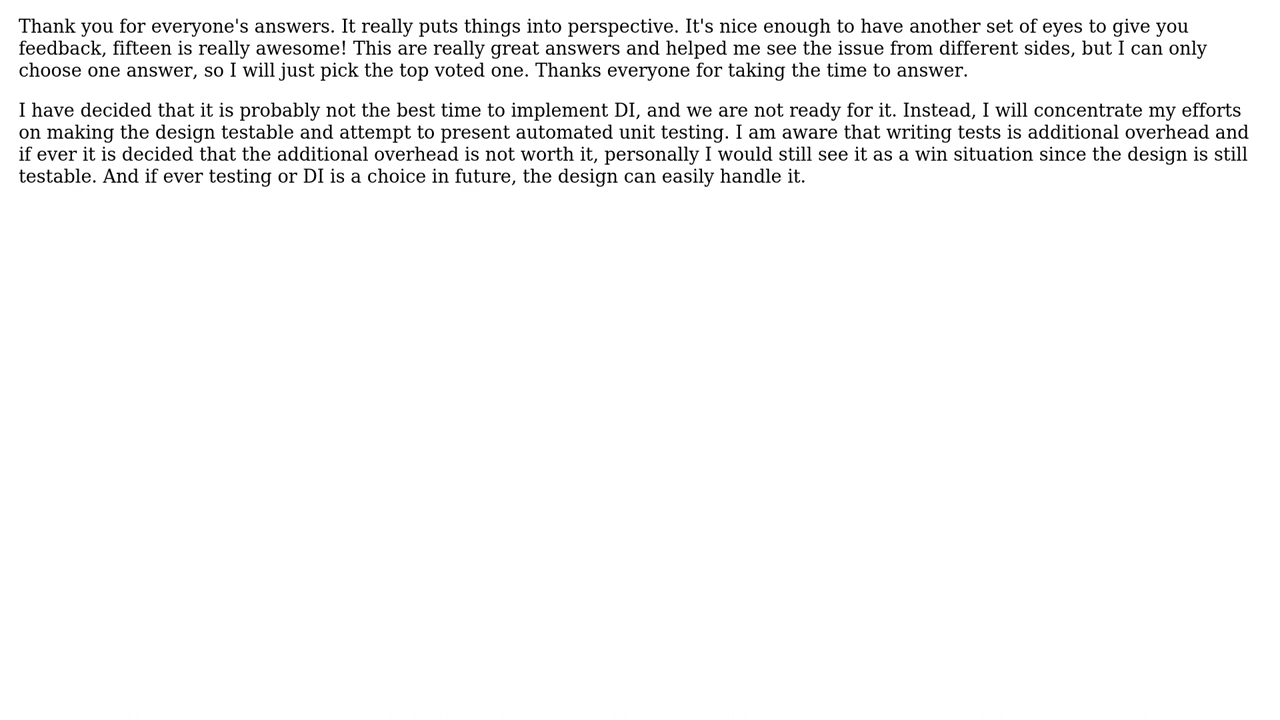 Thank you for everyone's answers. It really puts things into perspective. It's nice enough to have another set of eyes to give you
feedback, fifteen is really awesome! This are really great answers and helped me see the issue from different sides, but I can only
choose one answer, so I will just pick the top voted one. Thanks everyone for taking the time to answer.
I have decided that it is probably not the best time to implement DI, and we are not ready for it. Instead, I will concentrate my efforts
on making the design testable and attempt to present automated unit testing. I am aware that writing tests is additional overhead and
if ever it is decided that the additional overhead is not worth it, personally I would still see it as a win situation since the design is still
testable. And if ever testing or DI is a choice in future, the design can easily handle it.